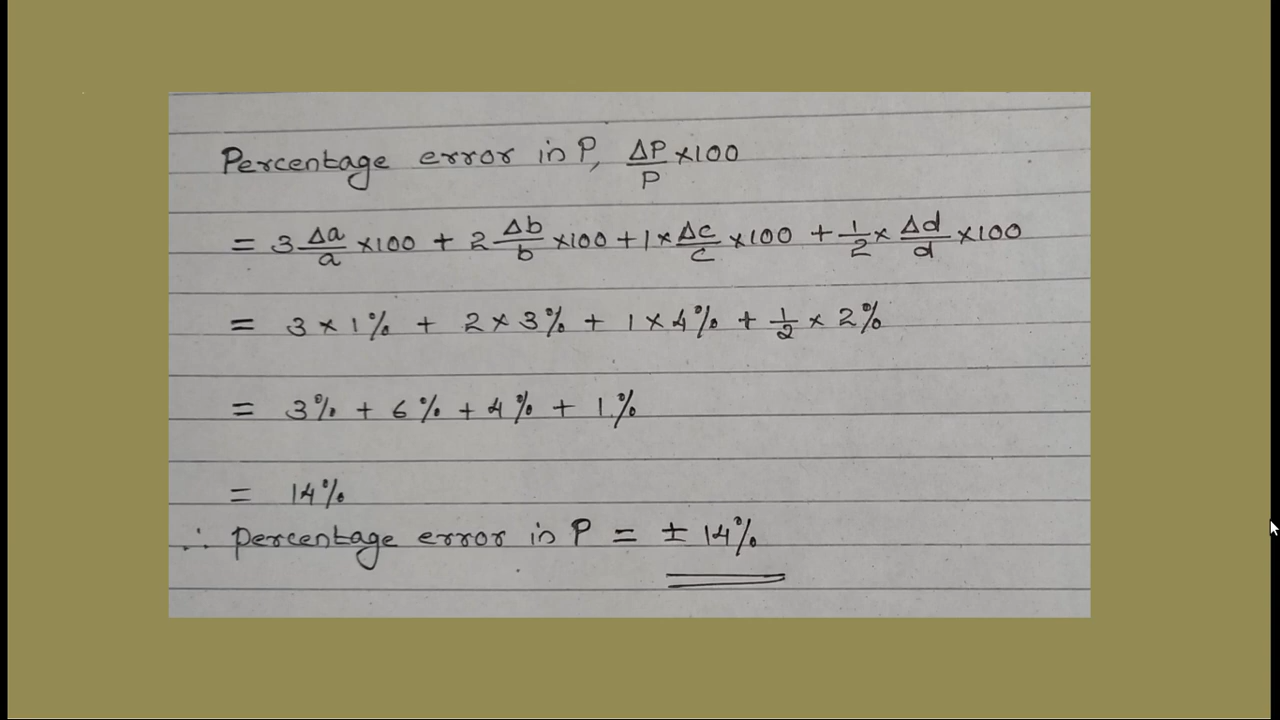 Percentage error in P, ΔP/P ×100
= 3 Δa/a ×100 + 2 Δb/b ×100 + 1 × Δc/c ×100 + 1/2 × Δd/d ×100
= 3 × 1% + 2 × 3% + 1 × 4% + 1/2 × 2%
= 3% + 6% + 4% + 1%
= 14%
∴ percentage error in P = ± 14%